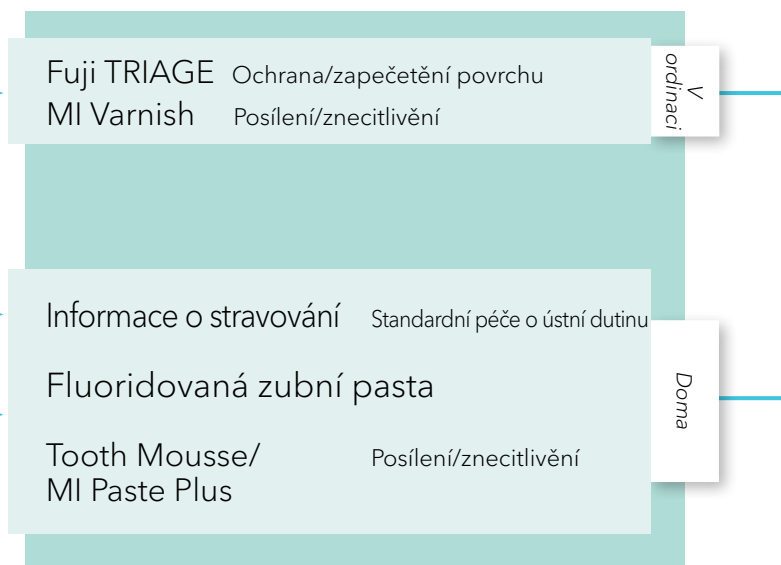 Fuji TRIAGE Ochrana/zapečetění povrchu
MI Varnish Posílení/znecitlivění
V
ordinaci
Informace o stravování Standardní péče o ústní dutinu
Fluoridovaná zubní pasta
Tooth Mousse/ Posílení/znecitlivění
MI Paste Plus
Doma